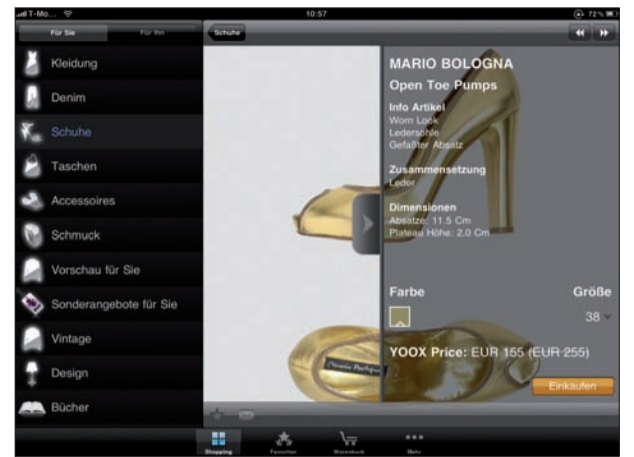 T-Mo...
10:57
72 %
Für Sie
Für Ihn
Schuhe
Kleidung
Denim
Schuhe
Taschen
Accessoires
Schmuck
Vorschau für Sie
Sonderangebote für Sie
Vintage
Design
Bücher
MARIO BOLOGNA
Open Toe Pumps
Info Artikel
Worn Look
Ledersohle
Gefaßter Absatz
Zusammensetzung
Leder
Dimensionen
Absätze: 11.5 Cm
Plateau Höhe: 2.0 Cm
Farbe
Größe
38
YOOX Price: EUR 155 (EUR 255)
Einkaufen
Shopping
Favoriten
Warenkorb
Mehr